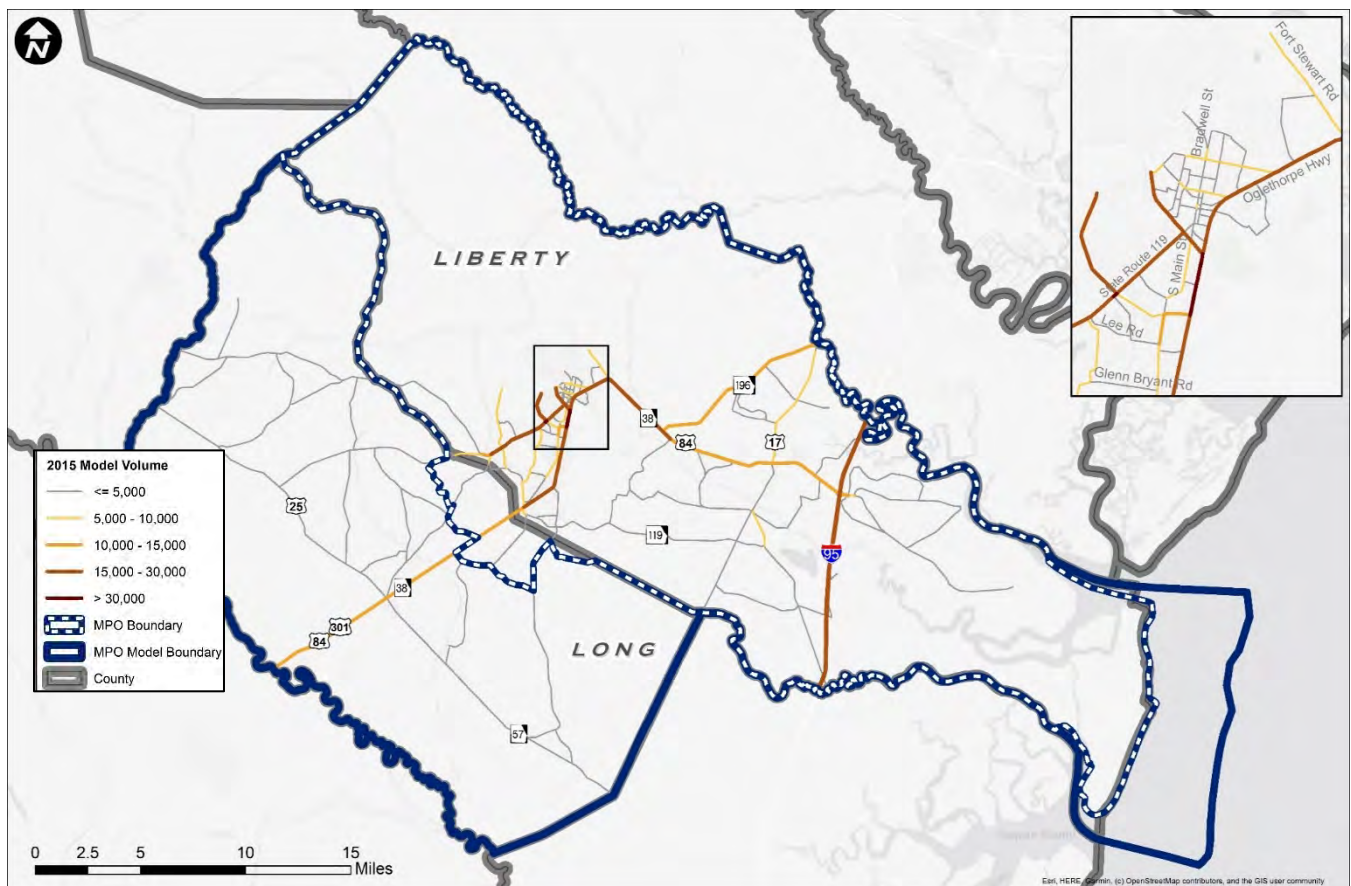 N
LIBERTY
LONG
196
38
84
17
25
119
95
38
301
84
57
Fort Stewart Rd
Bradwell St
Oglethorpe Hwy
State Route 119
S Main St
Lee Rd
Glenn Bryant Rd
2015 Model Volume
<= 5,000
5,000 - 10,000
10,000 - 15,000
15,000 - 30,000
> 30,000
MPO Boundary
MPO Model Boundary
County
0 2.5 5 10 15
Miles
Esri, HERE, Garmin, (c) OpenStreetMap contributors, and the GIS user community